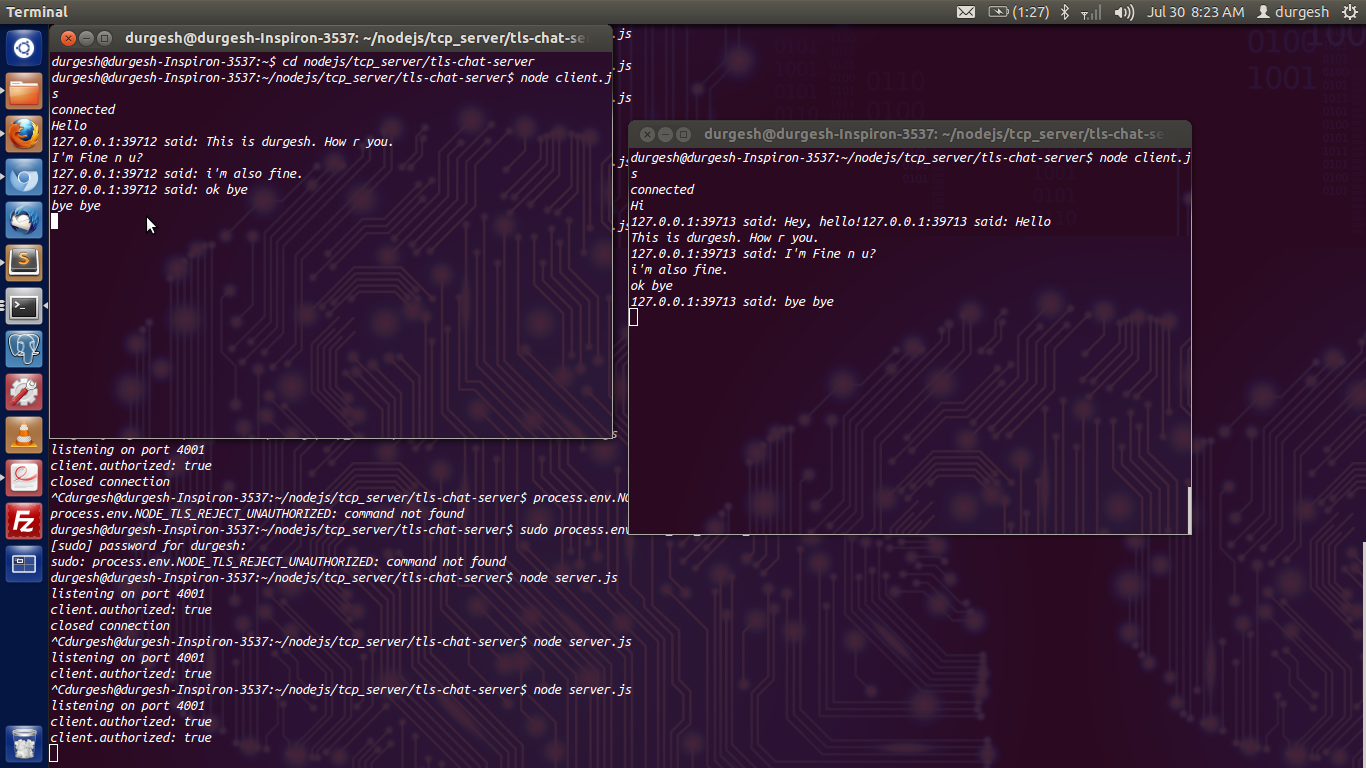 Terminal
(1:27)
Jul 30 8:23 AM
durgesh
durgesh@durgesh-Inspiron-3537: ~/nodejs/tcp_server/tls-chat-se
durgesh@durgesh-Inspiron-3537:~$ cd nodejs/tcp_server/tls-chat-server
durgesh@durgesh-Inspiron-3537:~/nodejs/tcp_server/tls-chat-server$ node client.j
s
connected
Hello
127.0.0.1:39712 said: This is durgesh. How r you.
I'm Fine n u?
127.0.0.1:39712 said: i'm also fine.
127.0.0.1:39712 said: ok bye
bye bye
.js
.js
.js
.js
.js
durgesh@durgesh-Inspiron-3537: ~/nodejs/tcp_server/tls-chat-se
durgesh@durgesh-Inspiron-3537:~/nodejs/tcp_server/tls-chat-server$ node client.j
s
connected
Hi
127.0.0.1:39713 said: Hey, hello!127.0.0.1:39713 said: Hello
This is durgesh. How r you.
127.0.0.1:39713 said: I'm Fine n u?
i'm also fine.
ok bye
127.0.0.1:39713 said: bye bye
listening on port 4001
client.authorized: true
closed connection
^Cdurgesh@durgesh-Inspiron-3537:~/nodejs/tcp_server/tls-chat-server$ process.env.NO
process.env.NODE_TLS_REJECT_UNAUTHORIZED: command not found
durgesh@durgesh-Inspiron-3537:~/nodejs/tcp_server/tls-chat-server$ sudo process.env
[sudo] password for durgesh:
sudo: process.env.NODE_TLS_REJECT_UNAUTHORIZED: command not found
durgesh@durgesh-Inspiron-3537:~/nodejs/tcp_server/tls-chat-server$ node server.js
listening on port 4001
client.authorized: true
closed connection
^Cdurgesh@durgesh-Inspiron-3537:~/nodejs/tcp_server/tls-chat-server$ node server.js
listening on port 4001
client.authorized: true
^Cdurgesh@durgesh-Inspiron-3537:~/nodejs/tcp_server/tls-chat-server$ node server.js
listening on port 4001
client.authorized: true
client.authorized: true